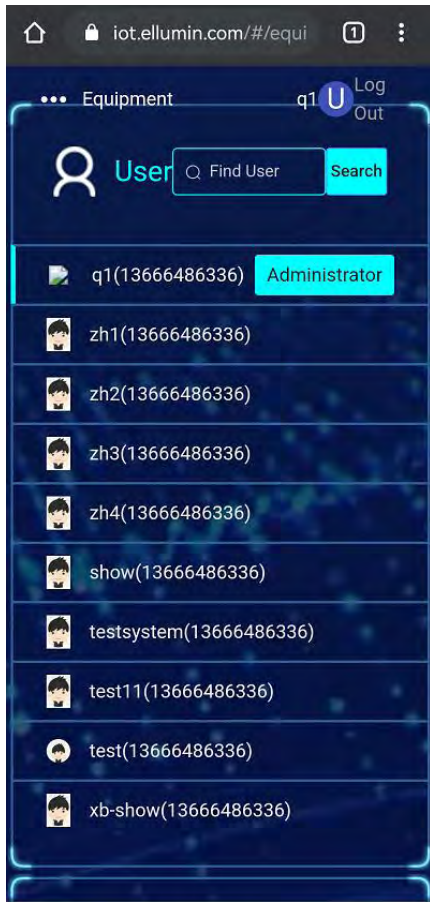 iot.ellumin.com/#/equi 1
Equipment q1 U Log Out
User Find User Search
q1(13666486336) Administrator
zh1(13666486336)
zh2(13666486336)
zh3(13666486336)
zh4(13666486336)
show(13666486336)
testsystem(13666486336)
test11(13666486336)
test(13666486336)
xb-show(13666486336)